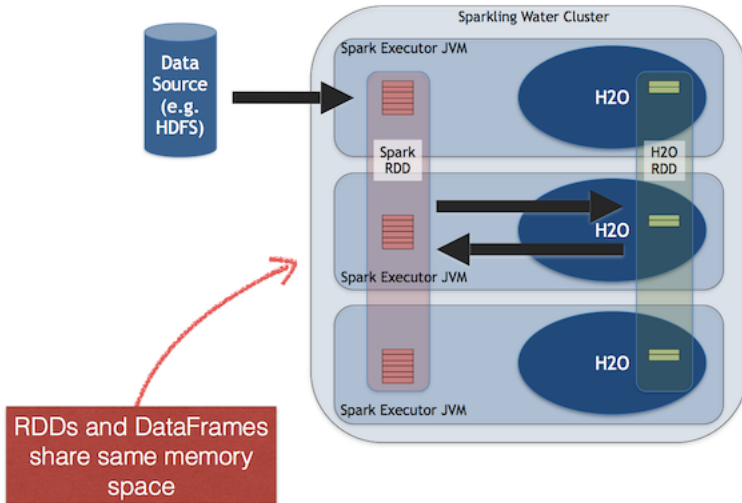 Sparkling Water Cluster
Data
Source
(e.g.
HDFS)
Spark Executor JVM
H2O
Spark
RDD
H2O
RDD
H2O
Spark Executor JVM
H2O
Spark Executor JVM
RDDs and DataFrames
share same memory
space